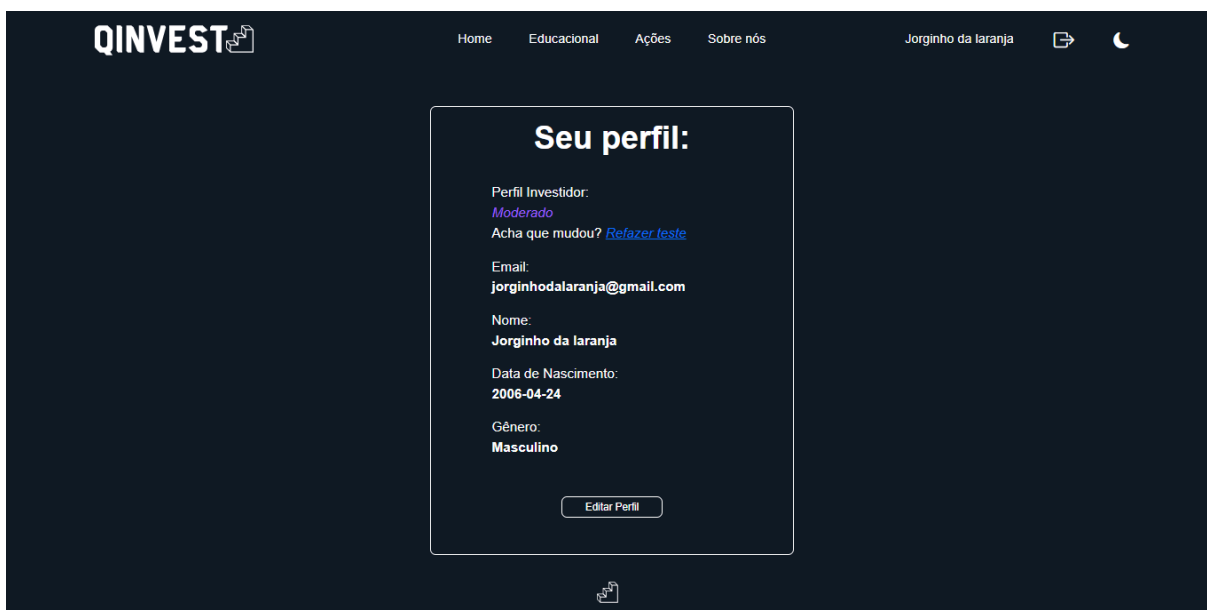 QINVEST
Home Educacional Ações Sobre nós Jorginho da laranja
Seu perfil:
Perfil Investidor:
Moderado
Acha que mudou? Refazer teste
Email:
jorginhodalaranja@gmail.com
Nome:
Jorginho da laranja
Data de Nascimento:
2006-04-24
Gênero:
Masculino
Editar Perfil